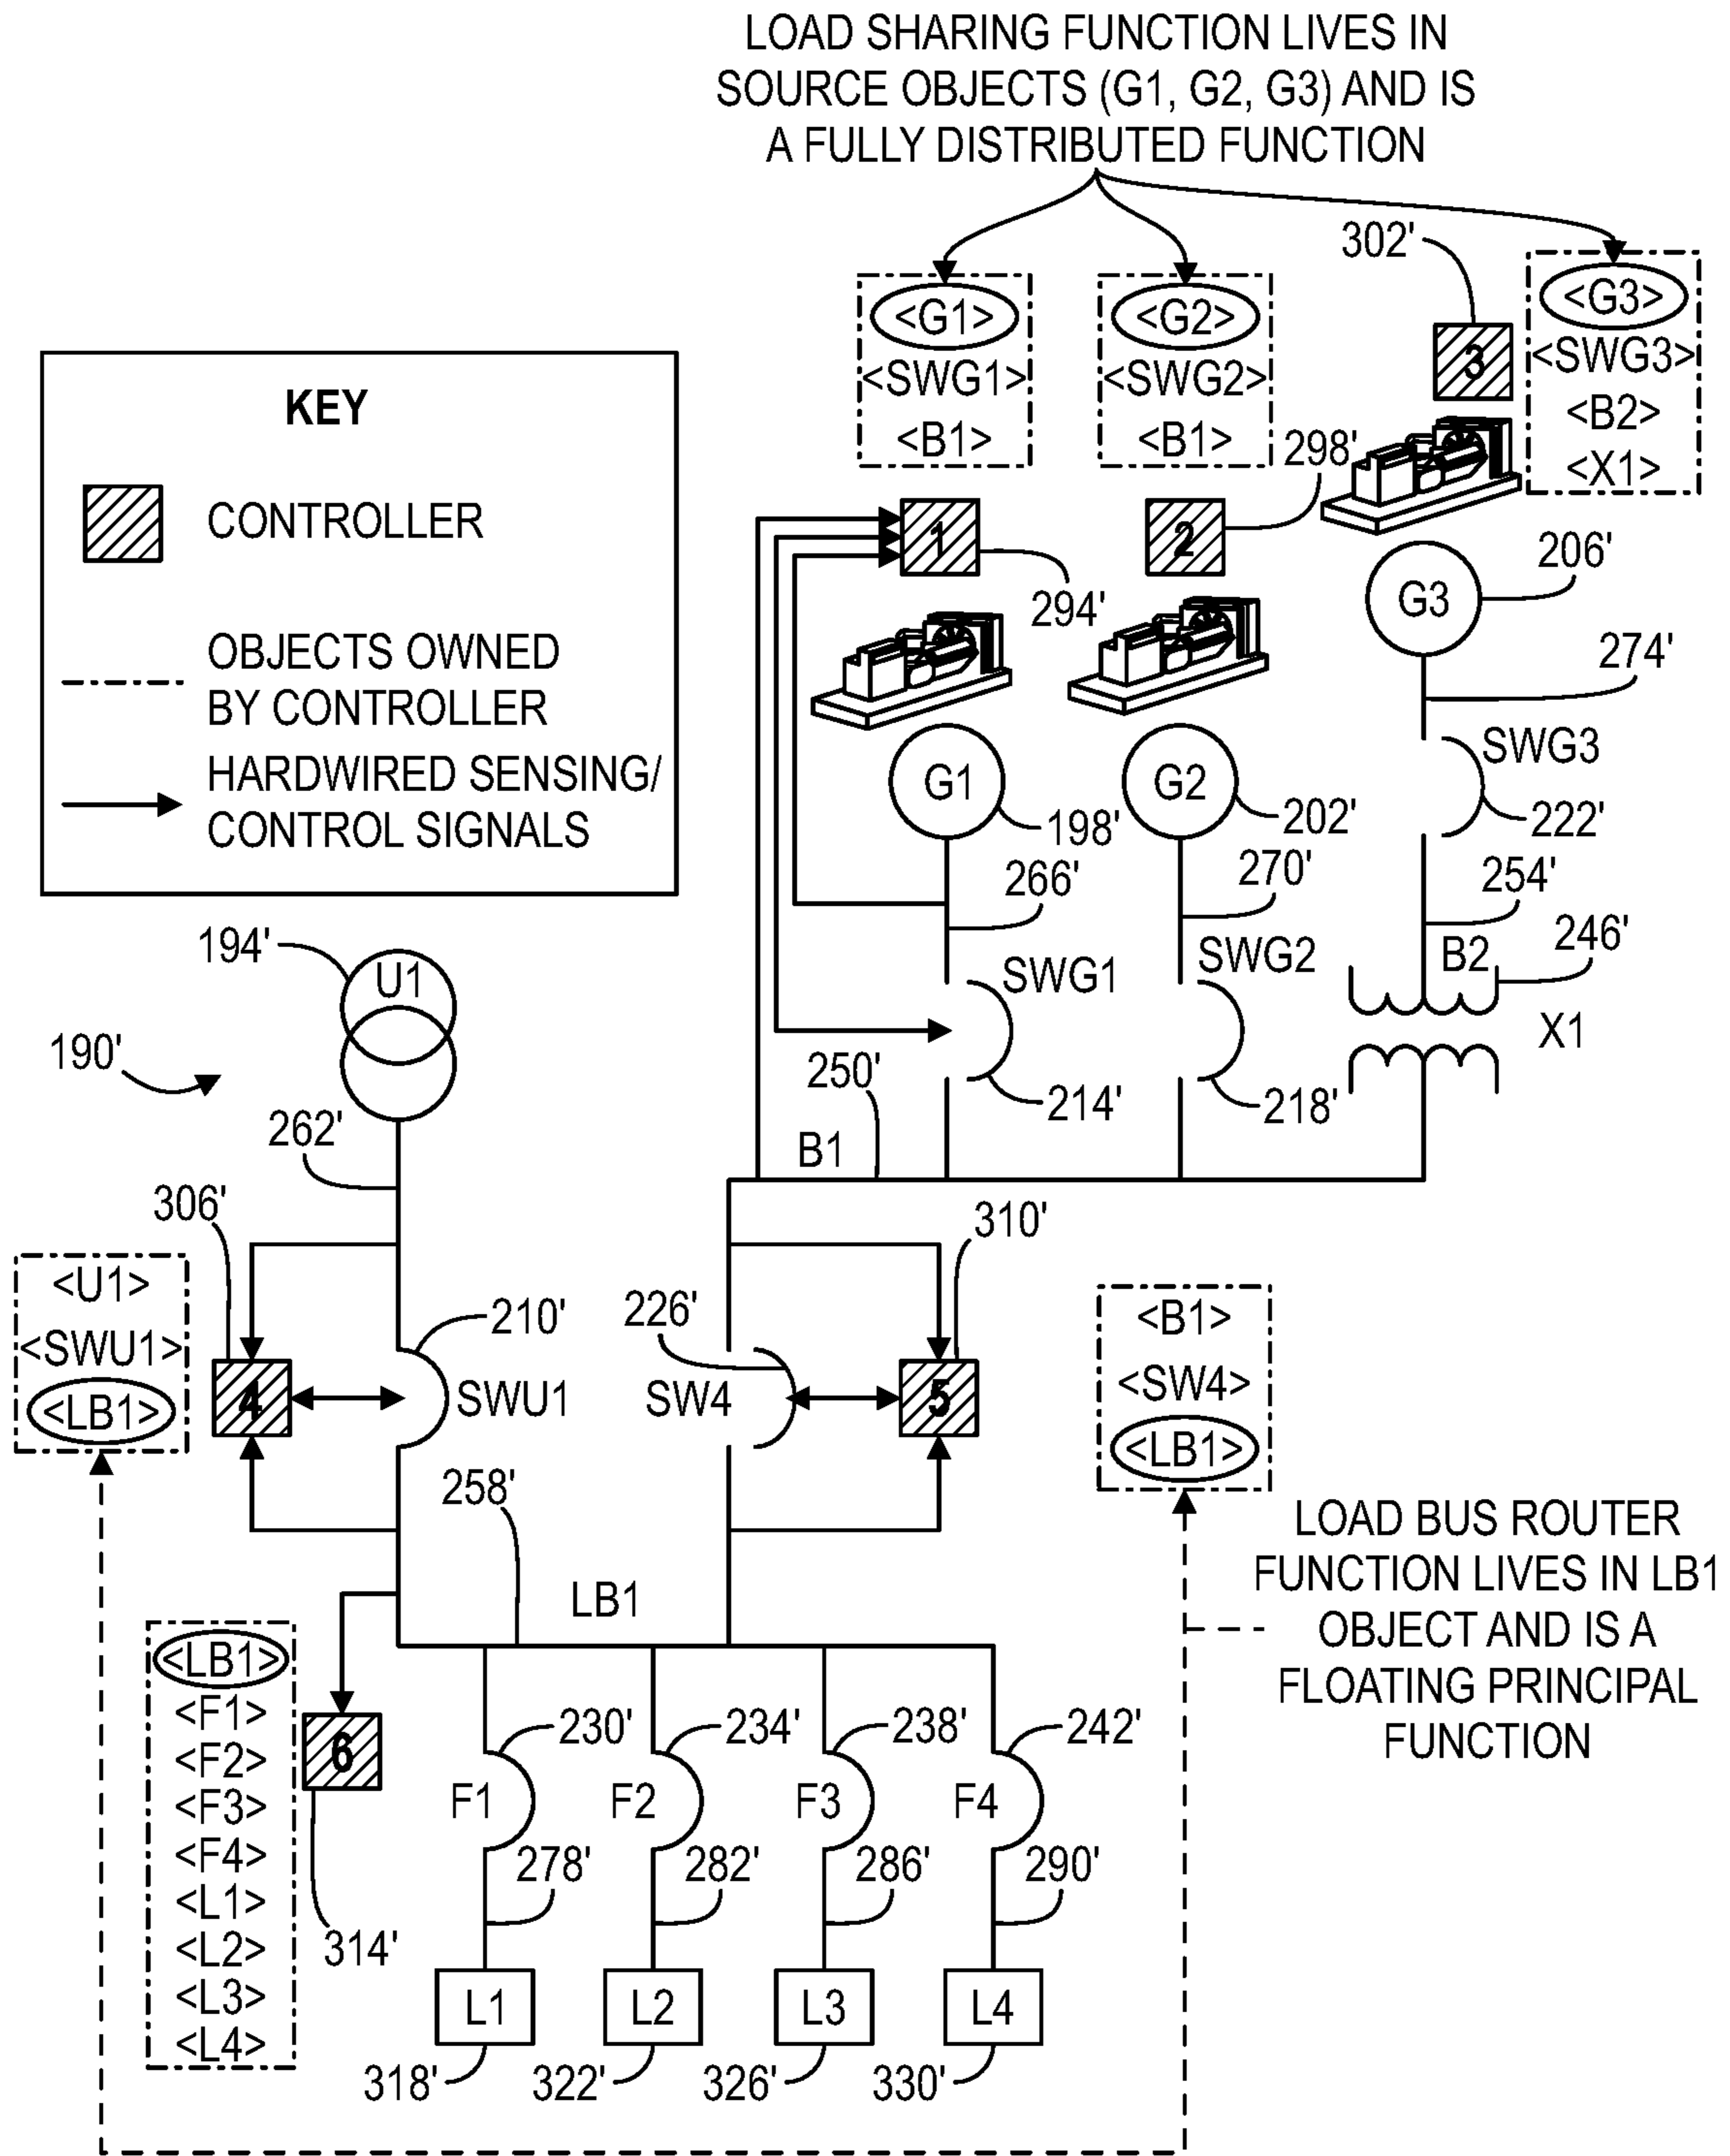 LOAD SHARING FUNCTION LIVES IN
SOURCE OBJECTS (G1, G2, G3) AND IS
A FULLY DISTRIBUTED FUNCTION
302'
<G1>
<SWG1>
<B1>
<G2>
<SWG2>
<B1>
<G3>
<SWG3>
<B2>
<X1>
3
298'
KEY
CONTROLLER
OBJECTS OWNED
BY CONTROLLER
HARDWIRED SENSING/
CONTROL SIGNALS
1
294'
2
G3
206'
274'
SWG3
222'
G1
198'
G2
202'
266'
270'
254'
B2
246'
X1
SWG1
214'
SWG2
218'
250'
B1
194'
U1
190'
262'
306'
310'
<U1>
<SWU1>
<LB1>
4
210'
SWU1
226'
SW4
5
<B1>
<SW4>
<LB1>
258'
LB1
LOAD BUS ROUTER
FUNCTION LIVES IN LB1
OBJECT AND IS A
FLOATING PRINCIPAL
FUNCTION
<LB1>
<F1>
<F2>
<F3>
<F4>
<L1>
<L2>
<L3>
<L4>
6
314'
230'
234'
238'
242'
F1
F2
F3
F4
278'
282'
286'
290'
L1
L2
L3
L4
318'
322'
326'
330'